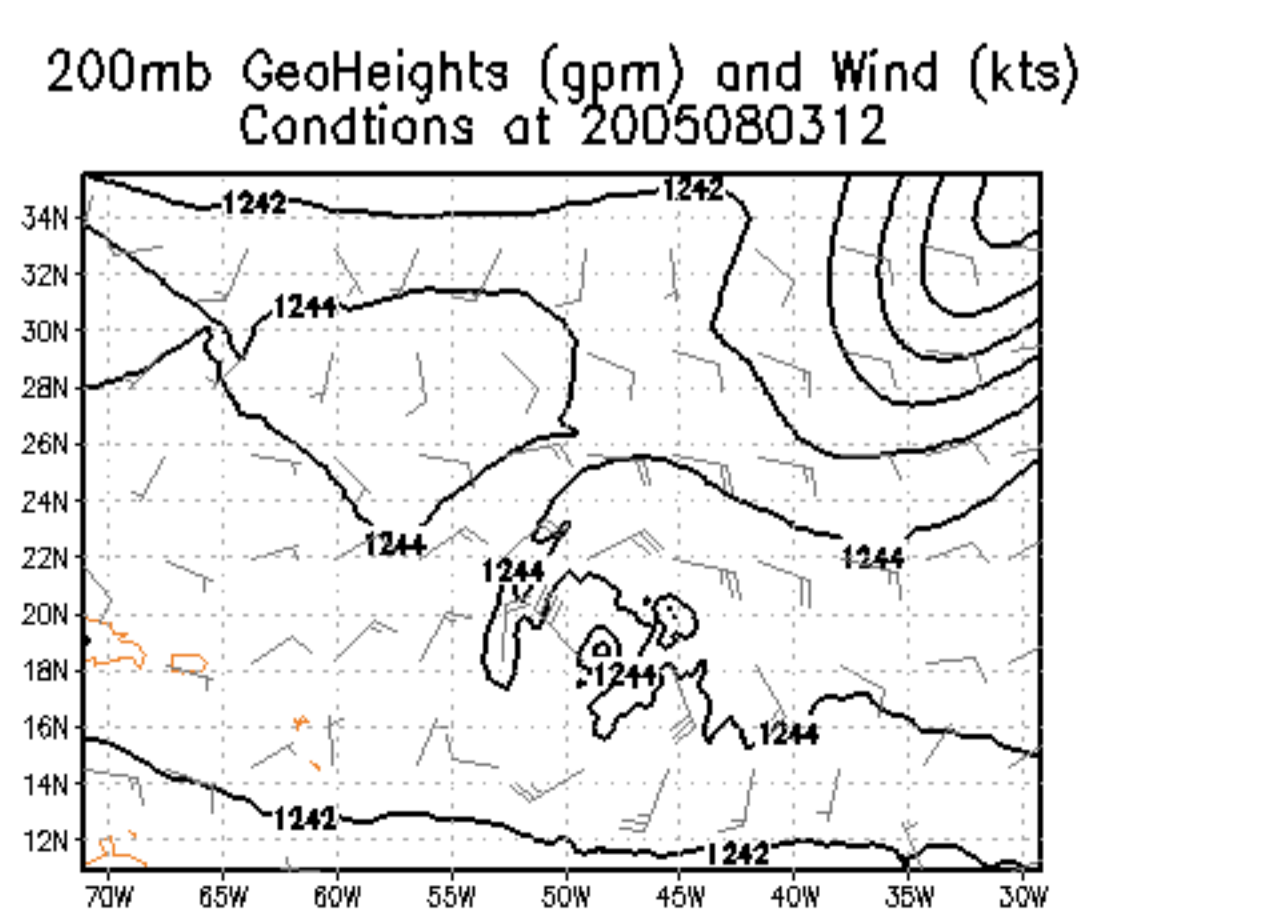 200mb GeoHeights (gpm) and Wind (kts)
Condtions at 2005080312
1242
1242
34N
32N
1244
30N
28N
26N
24N
1244
1244
22N
1244
20N
18N
1244
16N
1244
14N
1242
12N
1242
70W 65W 60W 55W 50W 45W 40W 35W 30W